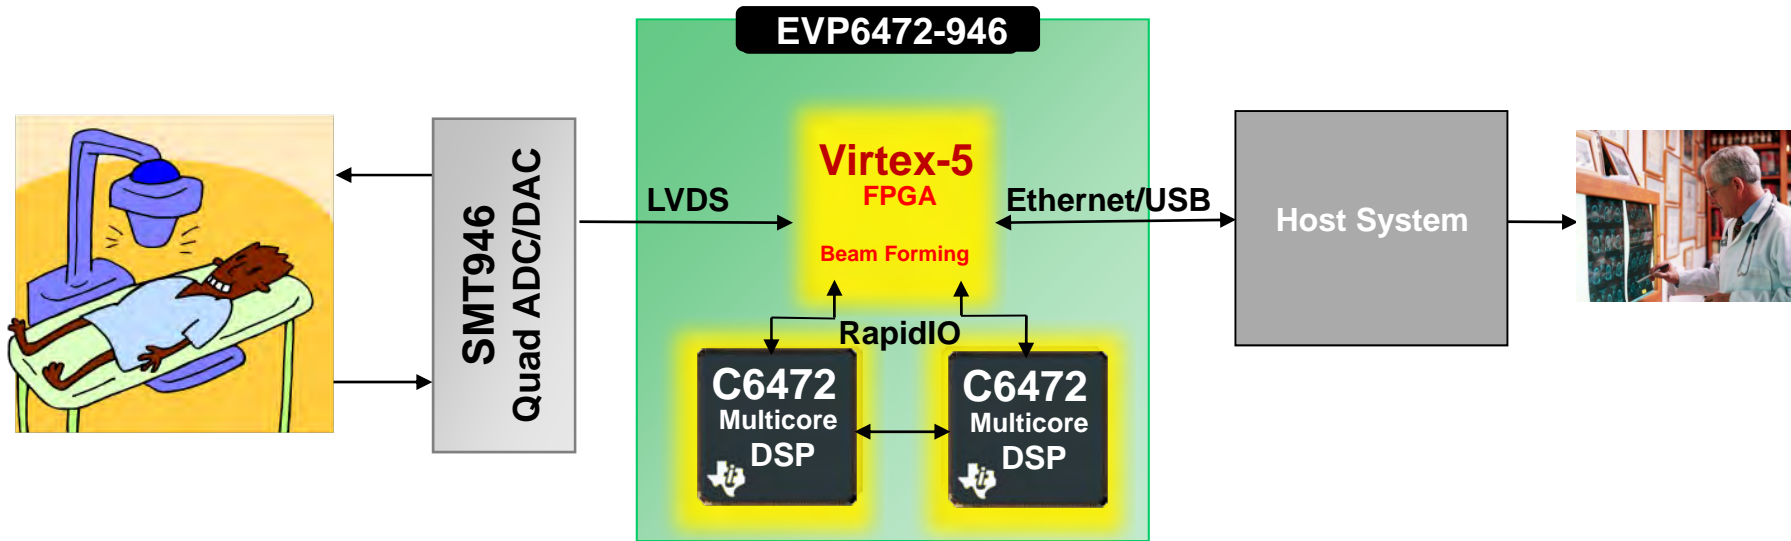 EVP6472-946
SMT946
Quad ADC/DAC
LVDS
Virtex-5
FPGA
Beam Forming
Ethernet/USB
Host System
RapidIO
C6472
Multicore
DSP
C6472
Multicore
DSP